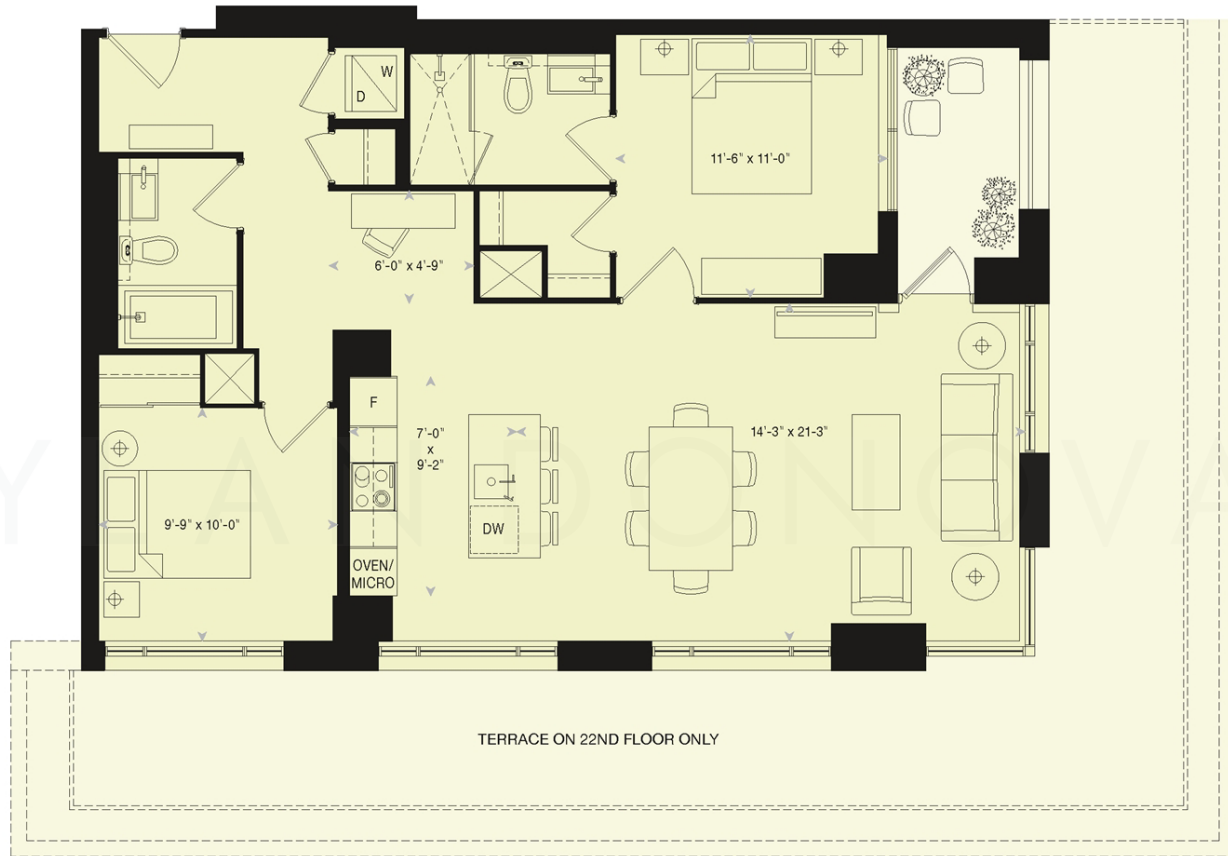 W
D
11'-6" x 11'-0"
6'-0" x 4'-9"
F
7'-0"
x
9'-2"
14'-3" x 21'-3"
9'-9" x 10'-0"
DW
OVEN/
MICRO
TERRACE ON 22ND FLOOR ONLY